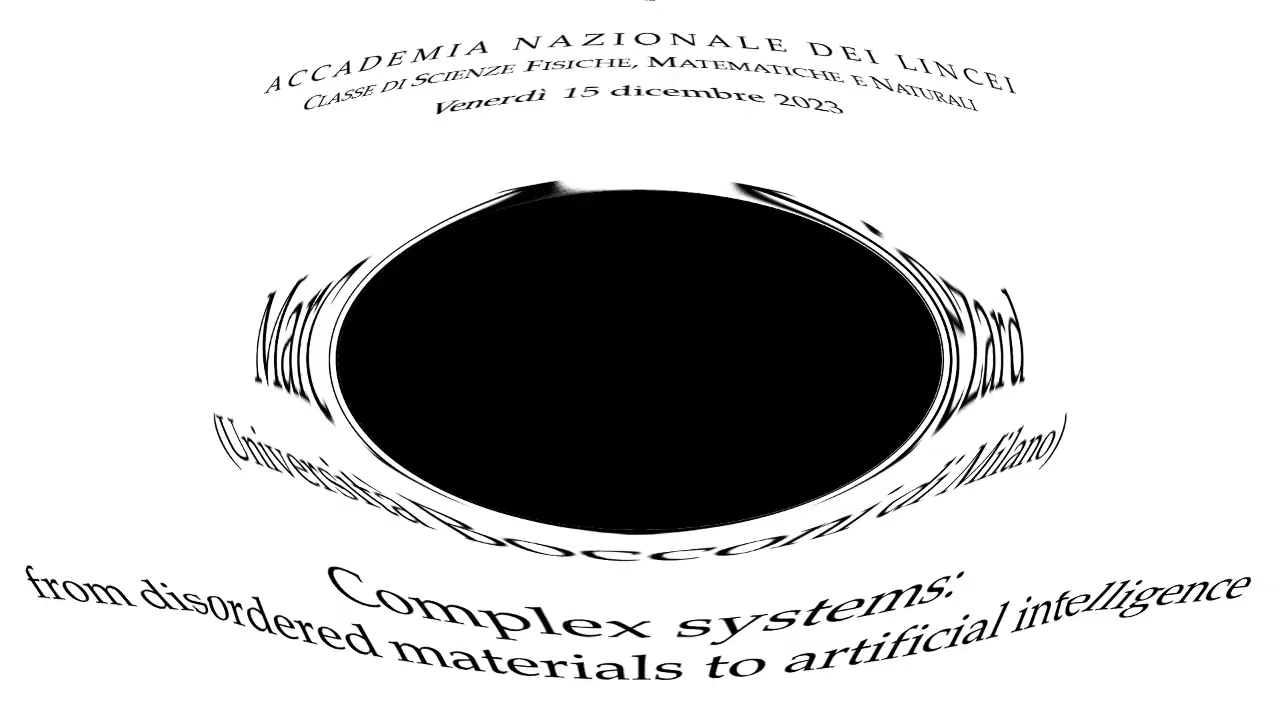 ACCADEMIA NAZIONALE DEI LINCEI
CLASSE DI SCIENZE FISICHE, MATEMATICHE E NATURALI
Venerdì 15 dicembre 2023
(Università Bocconi di Milano)
Complex systems:
from disordered materials to artificial intelligence